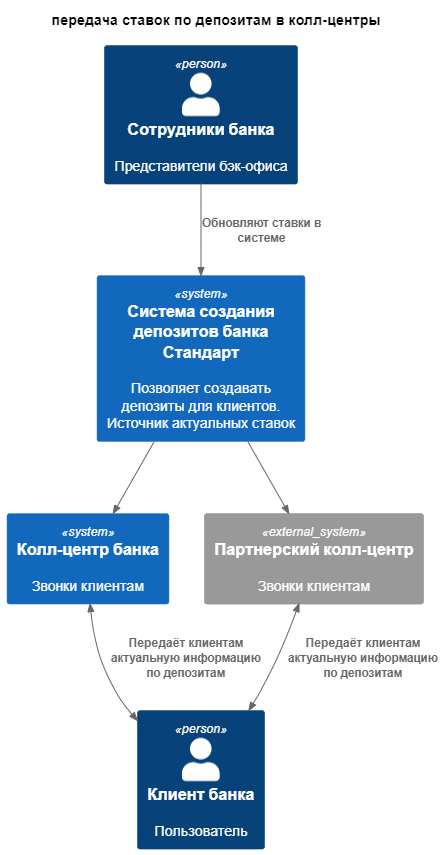 передача ставок по депозитам в колл-центры
«person»
Сотрудники банка
Представители бэк-офиса
Обновляют ставки в
системе
«system»
Система создания
депозитов банка
Стандарт
Позволяет создавать
депозиты для клиентов.
Источник актуальных ставок
«system»
Колл-центр банка
Звонки клиентам
«external_system»
Партнерский колл-центр
Звонки клиентам
Передаёт клиентам
актуальную информацию
по депозитам
Передаёт клиентам
актуальную информацию
по депозитам
«person»
Клиент банка
Пользователь